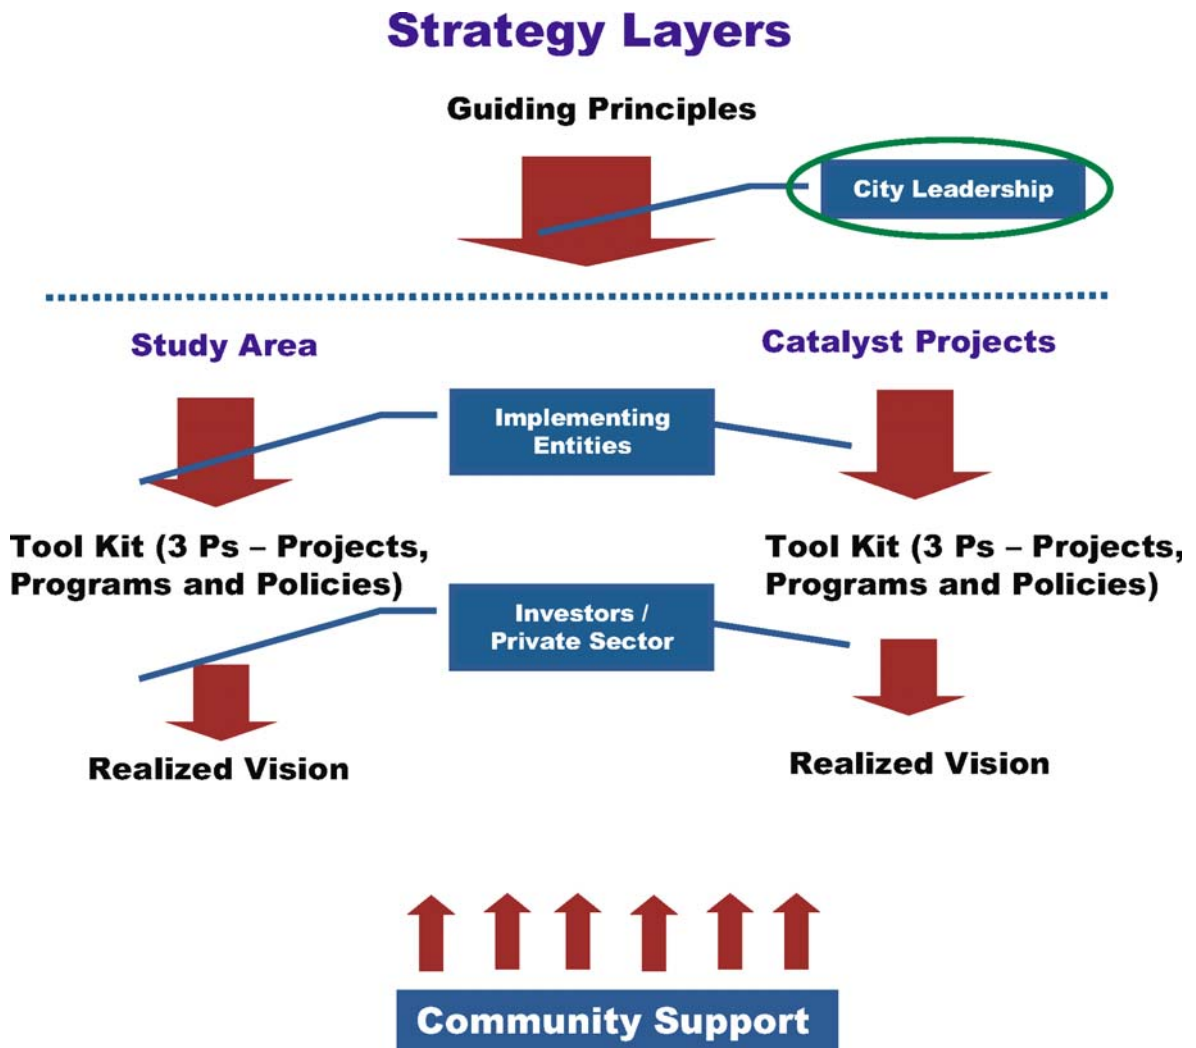 Strategy Layers
Guiding Principles
City Leadership
Study Area
Catalyst Projects
Implementing
Entities
Tool Kit (3 Ps – Projects,
Programs and Policies)
Tool Kit (3 Ps – Projects,
Programs and Policies)
Investors /
Private Sector
Realized Vision
Realized Vision
Community Support